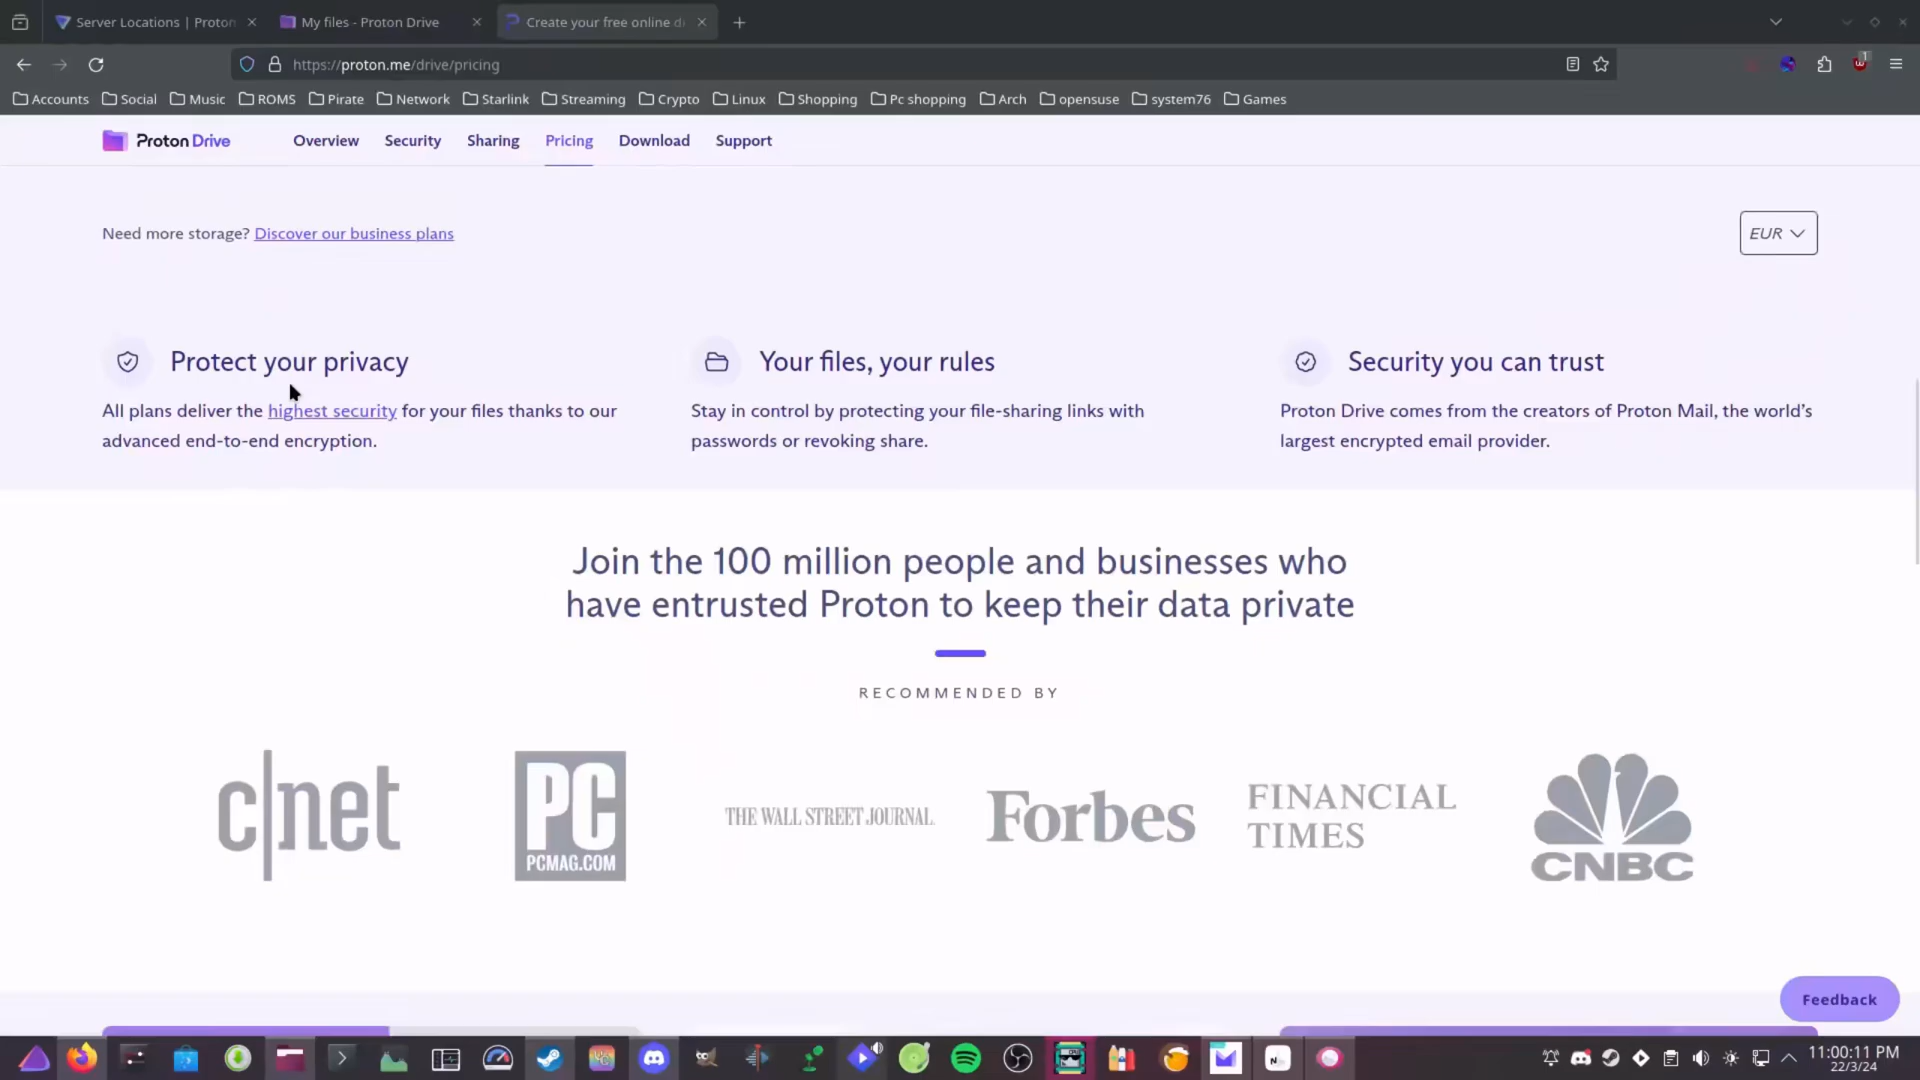 Server Locations | Proton
My files - Proton Drive
Create your free online d
https://proton.me/drive/pricing
1
Accounts
Social
Music
ROMS
Pirate
Network
Starlink
Streaming
Crypto
Linux
Shopping
Pc shopping
Arch
opensuse
system76
Games
Proton Drive
Overview
Security
Sharing
Pricing
Download
Support
Need more storage? Discover our business plans
EUR
Protect your privacy
All plans deliver the highest security for your files thanks to our
advanced end-to-end encryption.
Your files, your rules
Stay in control by protecting your file-sharing links with
passwords or revoking share.
Security you can trust
Proton Drive comes from the creators of Proton Mail, the world's
largest encrypted email provider.
Join the 100 million people and businesses who
have entrusted Proton to keep their data private
RECOMMENDED BY
c|net
PC
PCMAG.COM
THE WALL STREET JOURNAL.
Forbes
FINANCIAL
TIMES
CNBC
Feedback
11:00:11 PM
22/3/24